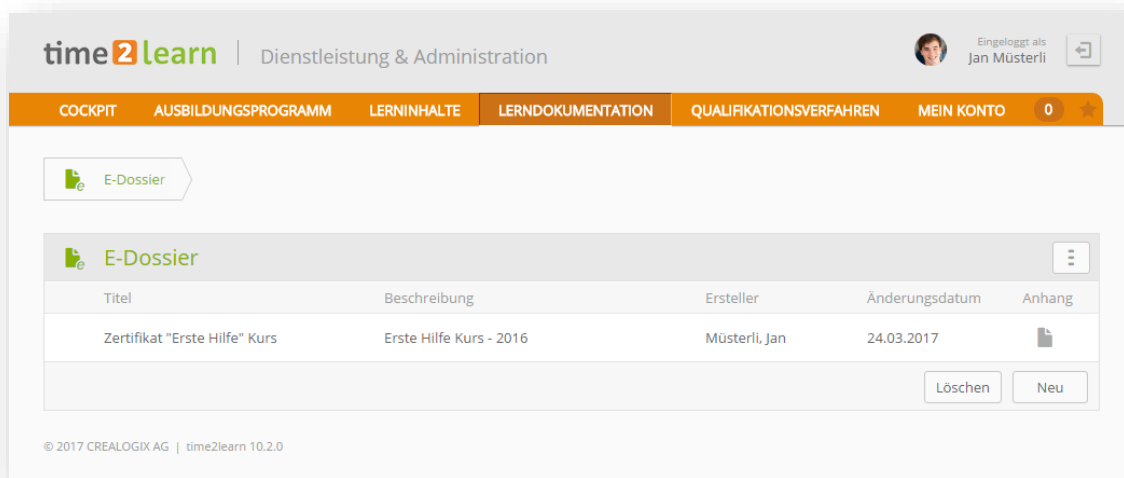 time2learn | Dienstleistung & Administration
Eingeloggt als
Jan Müsterli
COCKPIT AUSBILDUNGSPROGRAMM LERNINHALTE LERNDOKUMENTATION QUALIFIKATIONSVERFAHREN MEIN KONTO 0
E-Dossier
E-Dossier
Titel Beschreibung Ersteller Änderungsdatum Anhang
Zertifikat "Erste Hilfe" Kurs Erste Hilfe Kurs - 2016 Müsterli, Jan 24.03.2017
Löschen Neu
© 2017 CREALOGIX AG | time2learn 10.2.0